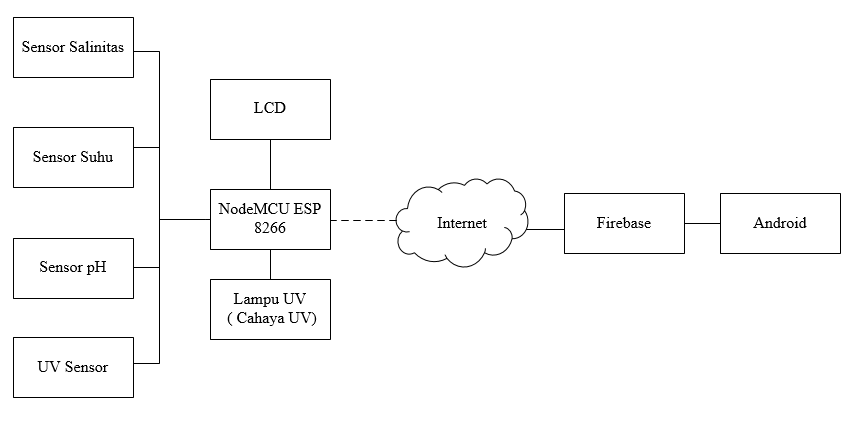 Sensor Salinitas
Sensor Suhu
Sensor pH
UV Sensor
LCD
NodeMCU ESP
8266
Lampu UV
( Cahaya UV)
Internet
Firebase
Android